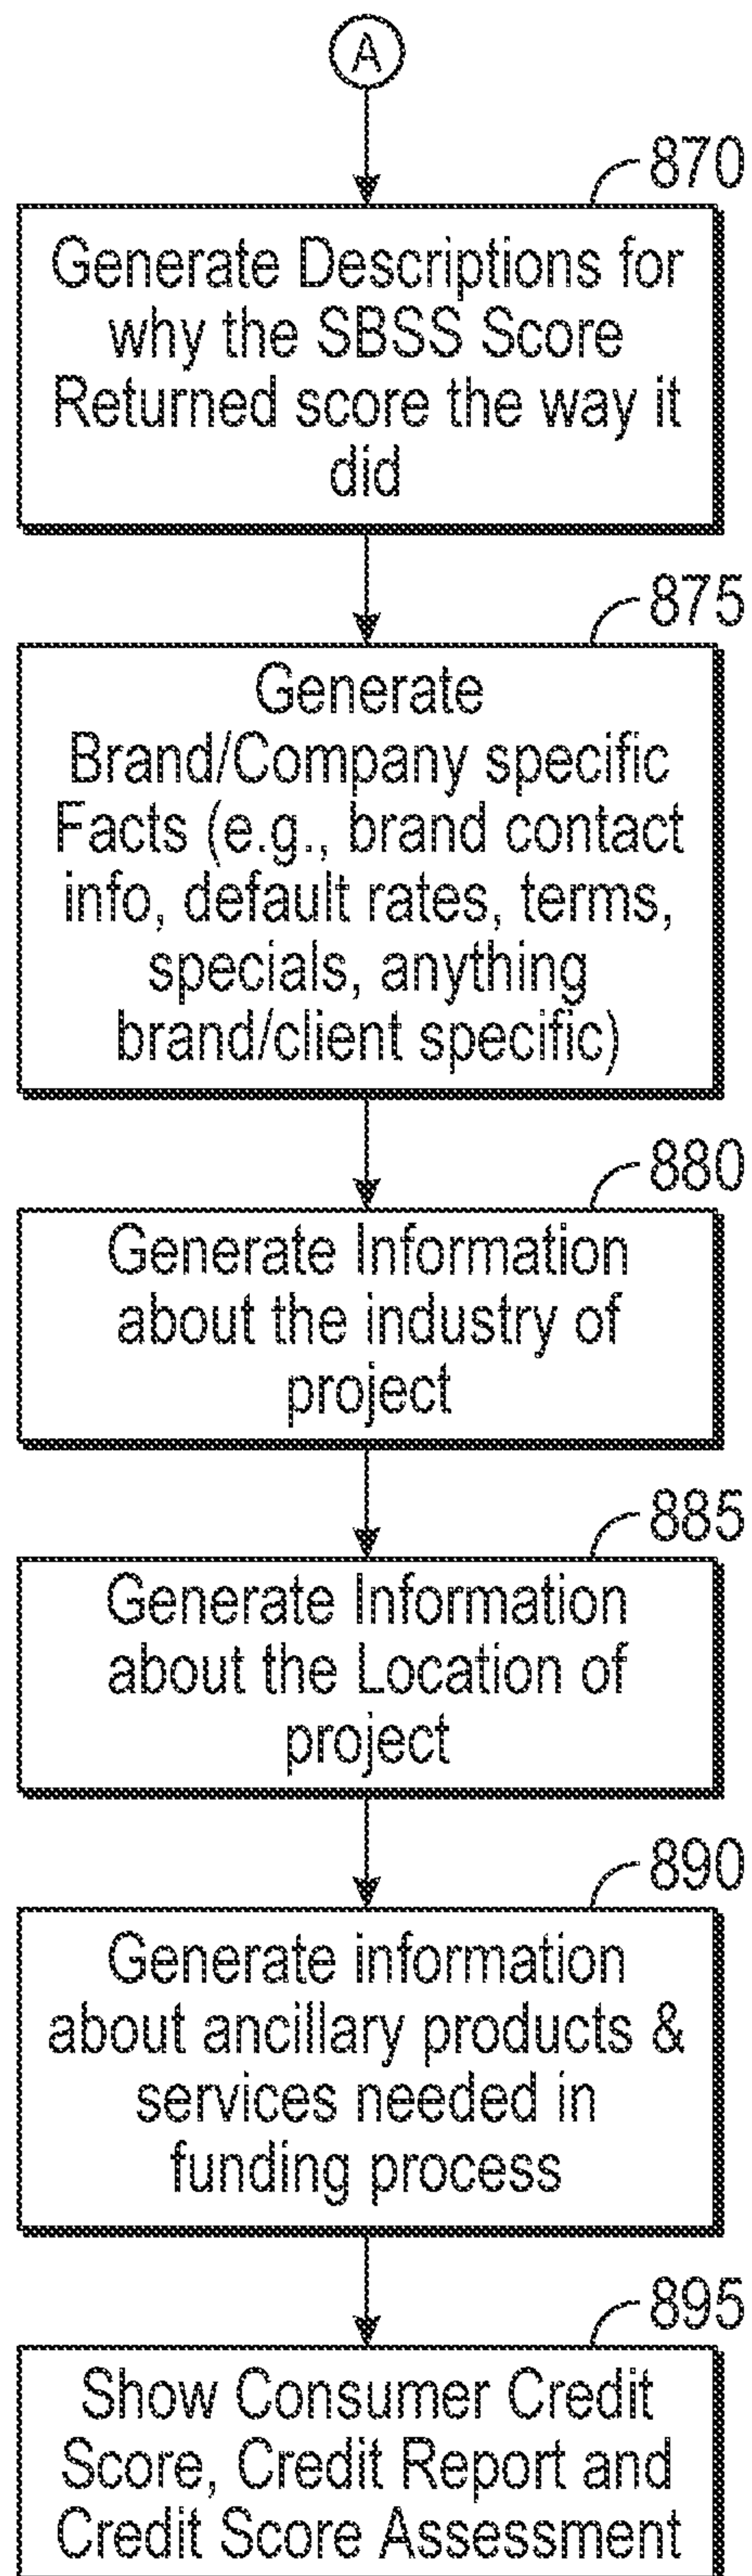 A
870
Generate Descriptions for
why the SBSS Score
Returned score the way it
did
875
Generate
Brand/Company specific
Facts (e.g., brand contact
info, default rates, terms,
specials, anything
brand/client specific)
880
Generate Information
about the industry of
project
885
Generate Information
about the Location of
project
890
Generate information
about ancillary products &
services needed in
funding process
895
Show Consumer Credit
Score, Credit Report and
Credit Score Assessment